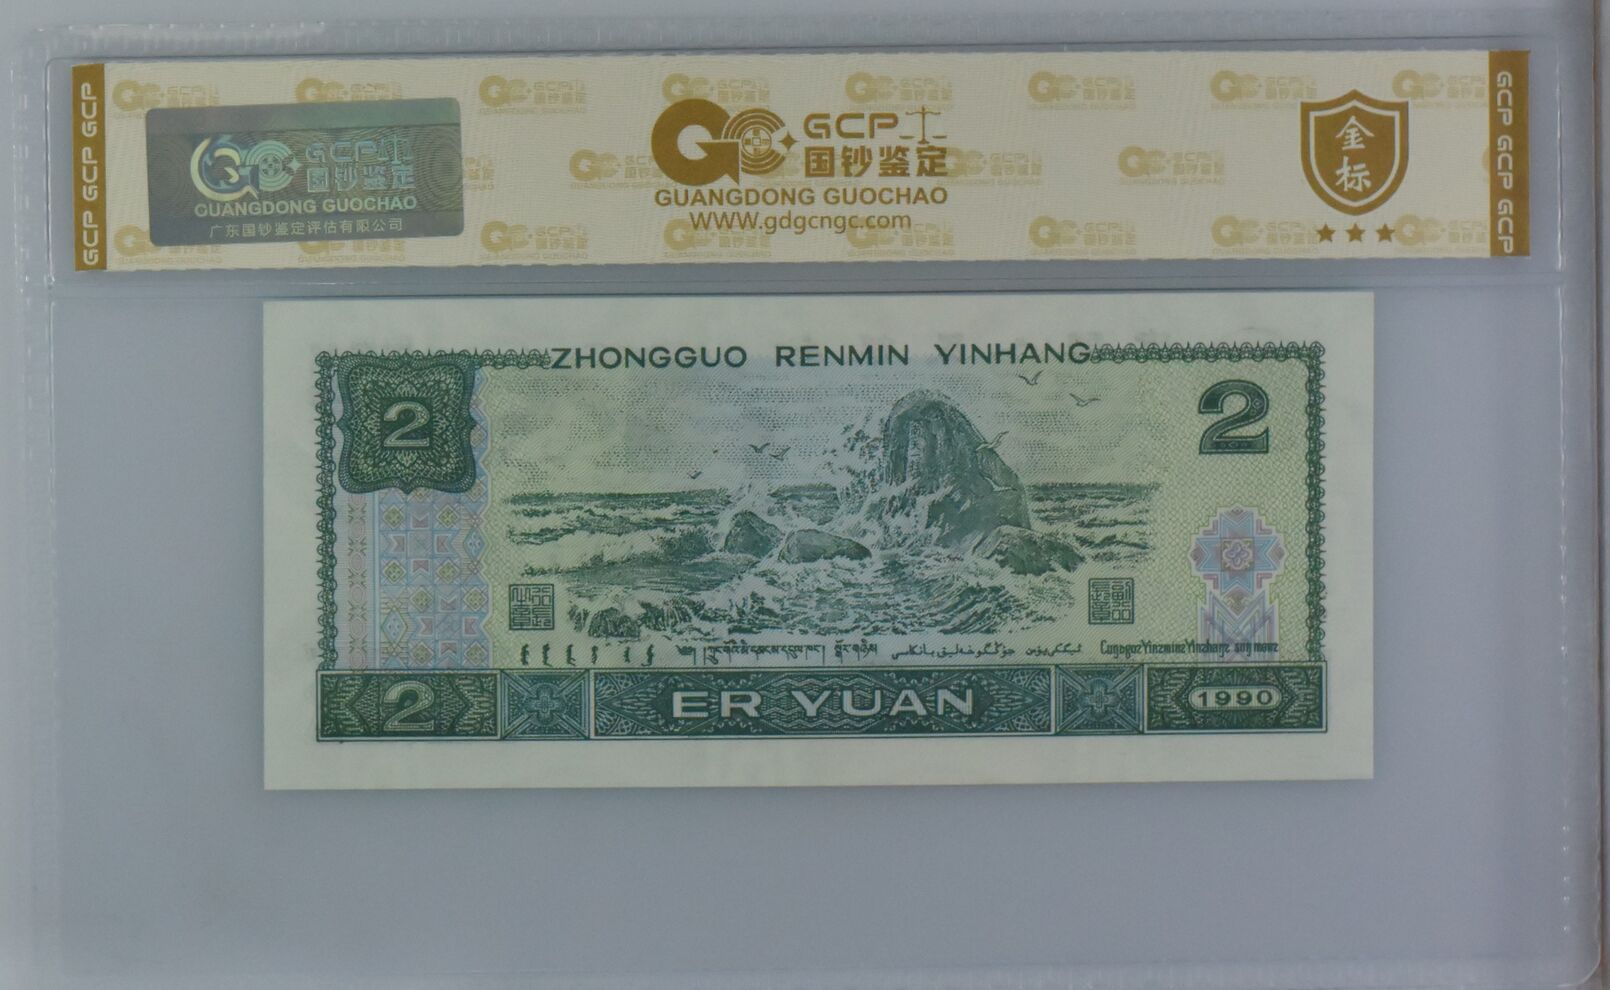 GCP GCP GCP
GCP
国钞鉴定
GUANGDONG GUOCHAO
广东国钞鉴定评估有限公司
GCP
国钞鉴定
GUANGDONG GUOCHAO
WWW.gdgcngc.com
金标
GCP GCP GCP
ZHONGGUO RENMIN YINHANG
2
2
2
ER YUAN
1990